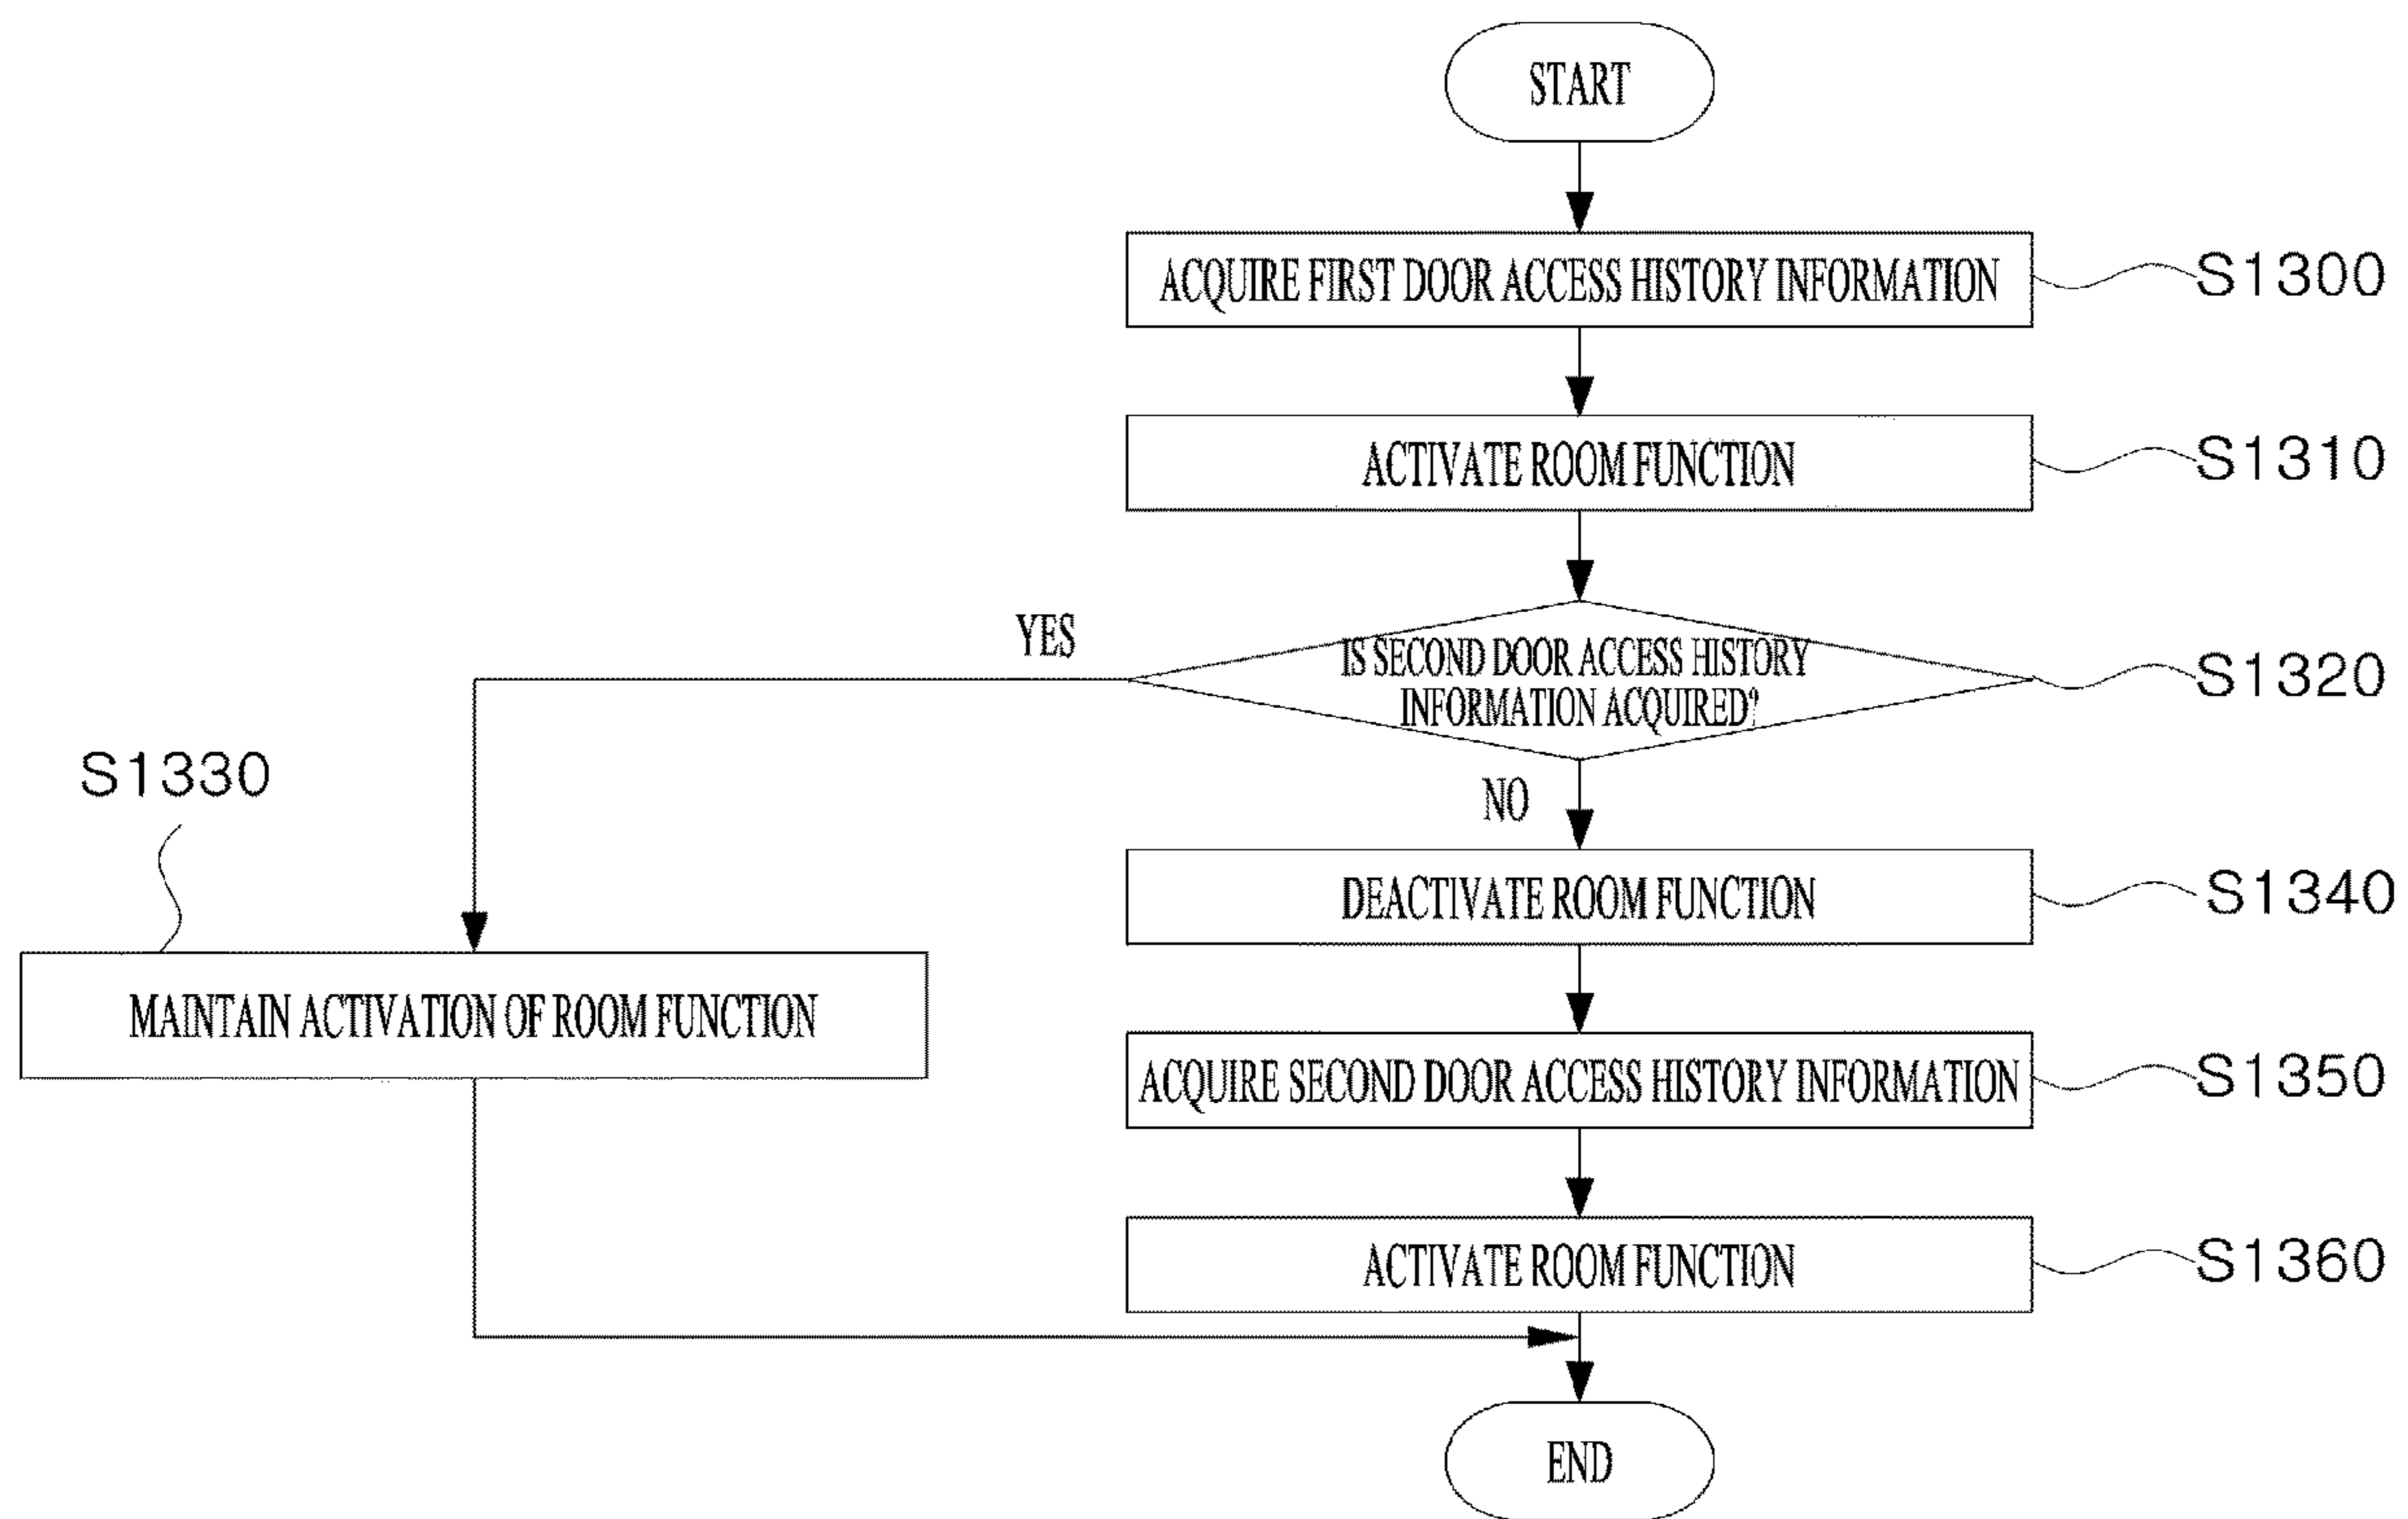 START
ACQUIRE FIRST DOOR ACCESS HISTORY INFORMATION
S1300
ACTIVATE ROOM FUNCTION
S1310
YES
IS SECOND DOOR ACCESS HISTORY
INFORMATION ACQUIRED?
S1320
S1330
NO
DEACTIVATE ROOM FUNCTION
S1340
MAINTAIN ACTIVATION OF ROOM FUNCTION
ACQUIRE SECOND DOOR ACCESS HISTORY INFORMATION
S1350
ACTIVATE ROOM FUNCTION
S1360
END